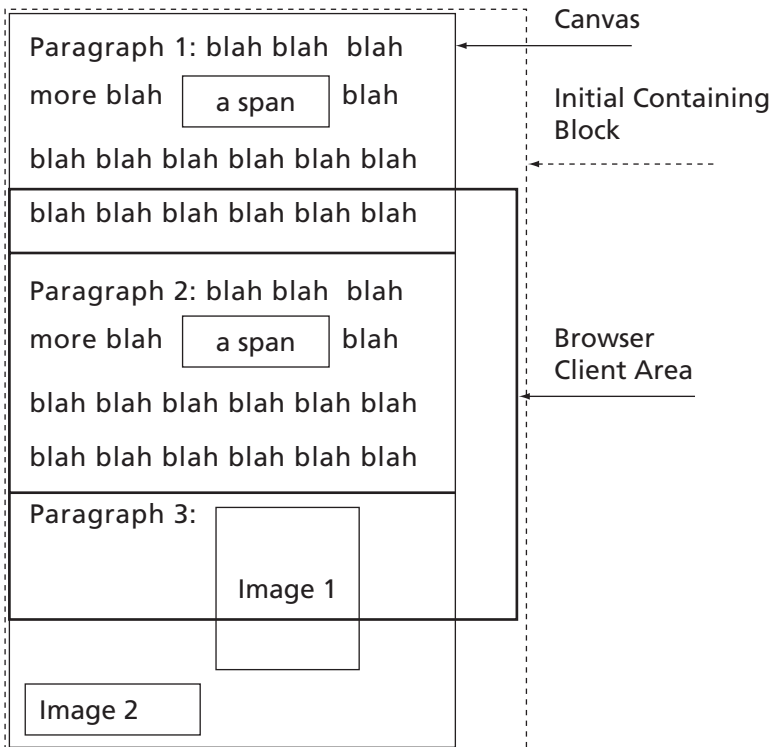 Paragraph 1: blah blah blah
more blah a span blah
blah blah blah blah blah blah
blah blah blah blah blah blah
Paragraph 2: blah blah blah
more blah a span blah
blah blah blah blah blah blah
blah blah blah blah blah blah
Paragraph 3:
Image 1
Image 2
Canvas
Initial Containing
Block
Browser
Client Area